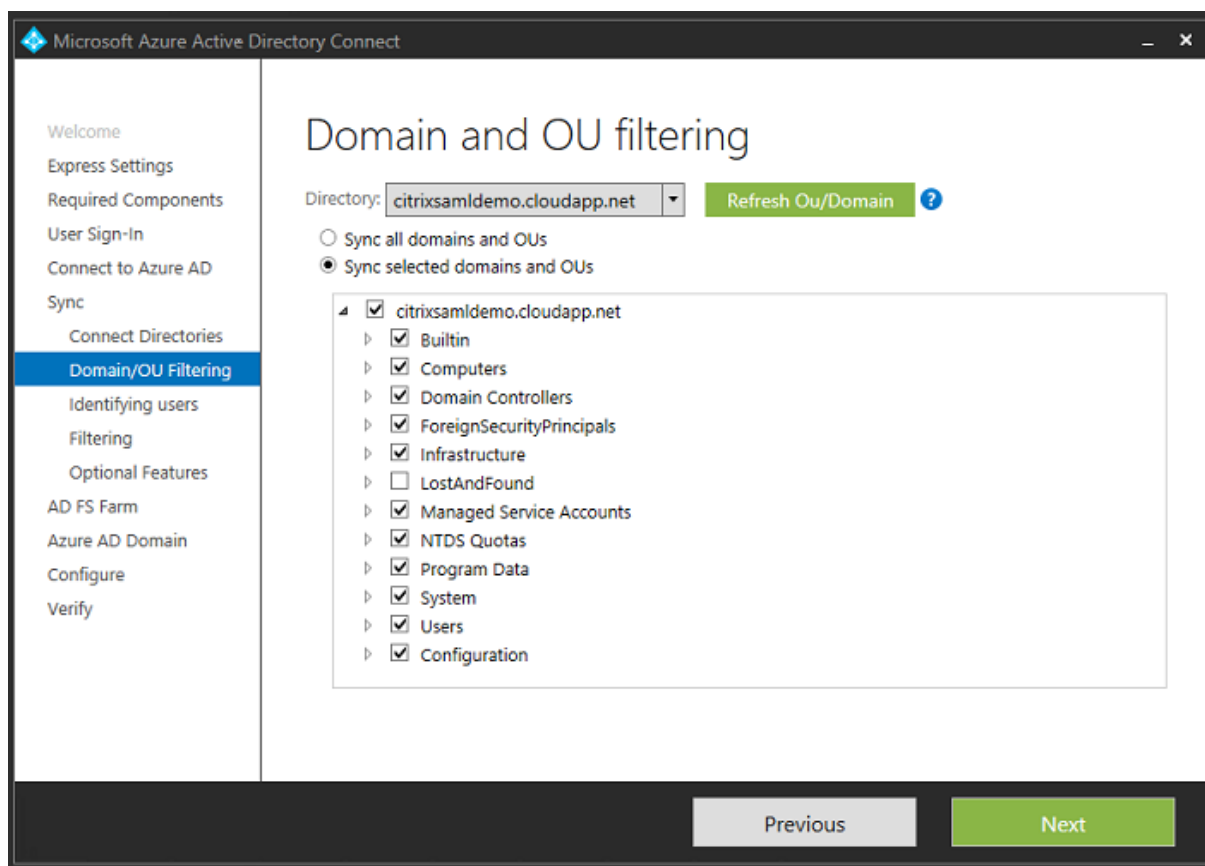 Microsoft Azure Active Directory Connect
Welcome
Express Settings
Required Components
User Sign-In
Connect to Azure AD
Sync
Connect Directories
Domain/OU Filtering
Identifying users
Filtering
Optional Features
AD FS Farm
Azure AD Domain
Configure
Verify
Domain and OU filtering
Directory: citrixsamldemo.cloudapp.net Refresh Ou/Domain ?
Sync all domains and OUs
Sync selected domains and OUs
citrixsamldemo.cloudapp.net
Builtin
Computers
Domain Controllers
ForeignSecurityPrincipals
Infrastructure
LostAndFound
Managed Service Accounts
NTDS Quotas
Program Data
System
Users
Configuration
Previous Next